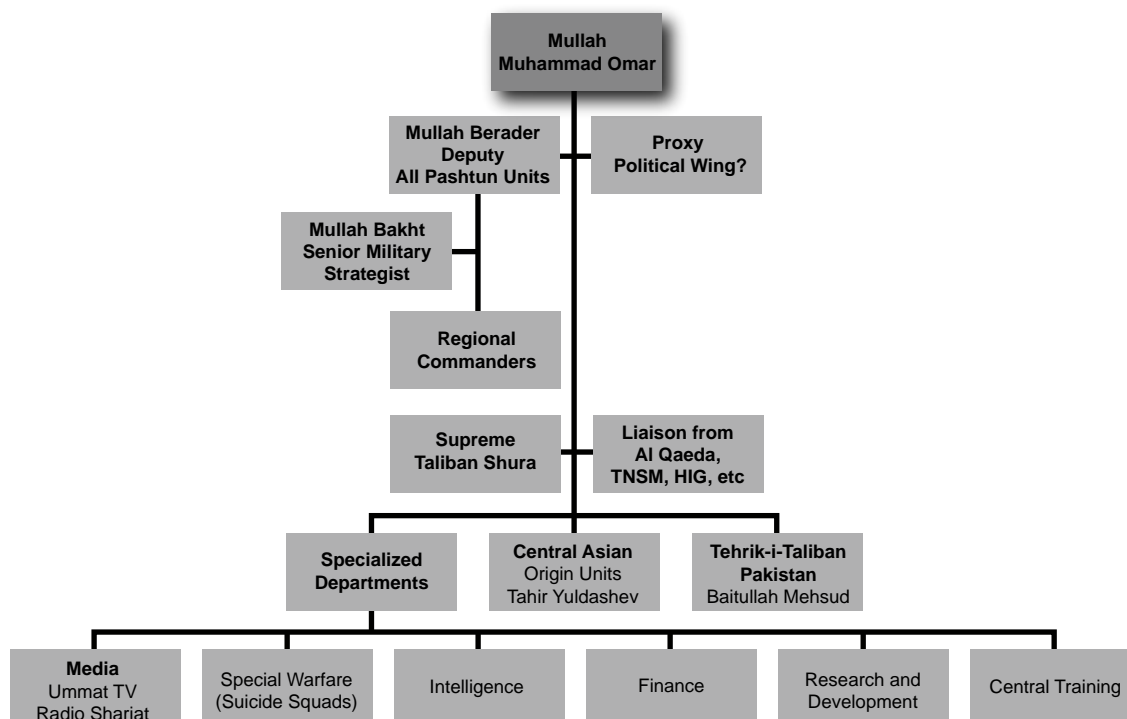 Mullah
Muhammad Omar
Mullah Berader
Deputy
All Pashtun Units
Proxy
Political Wing?
Mullah Bakht
Senior Military
Strategist
Regional
Commanders
Supreme
Taliban Shura
Liaison from
Al Qaeda,
TNSM, HIG, etc
Specialized
Departments
Central Asian
Origin Units
Tahir Yuldashev
Tehrik-i-Taliban
Pakistan
Baitullah Mehsud
Media
Ummat TV
Radio Shariat
Special Warfare
(Suicide Squads)
Intelligence
Finance
Research and
Development
Central Training